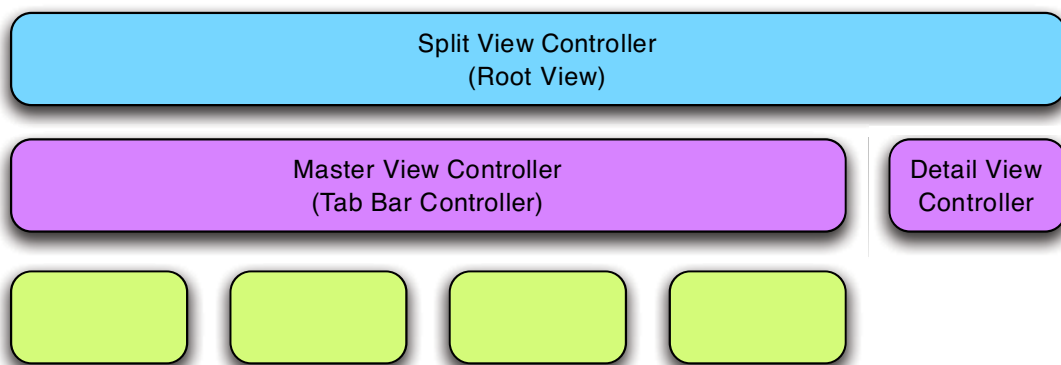 Split View Controller
(Root View)
Master View Controller
(Tab Bar Controller)
Detail View
Controller